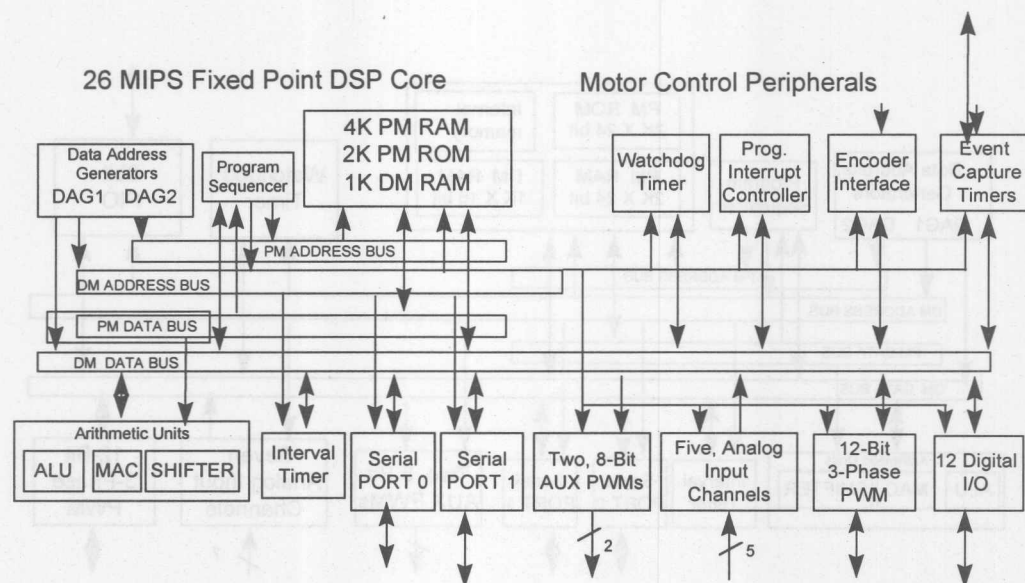 26 MIPS Fixed Point DSP Core
Motor Control Peripherals
Data Address
Generators
DAG1 DAG2
Program
Sequencer
4K PM RAM
2K PM ROM
1K DM RAM
Watchdog
Timer
Prog.
Interrupt
Controller
Encoder
Interface
Event
Capture
Timers
PM ADDRESS BUS
DM ADDRESS BUS
PM DATA BUS
DM DATA BUS
Arithmetic Units
ALU
MAC
SHIFTER
Interval
Timer
Serial
PORT 0
Serial
PORT 1
Two, 8-Bit
AUX PWMs
Five, Analog
Input
Channels
12-Bit
3-Phase
PWM
12 Digital
I/O
2
5